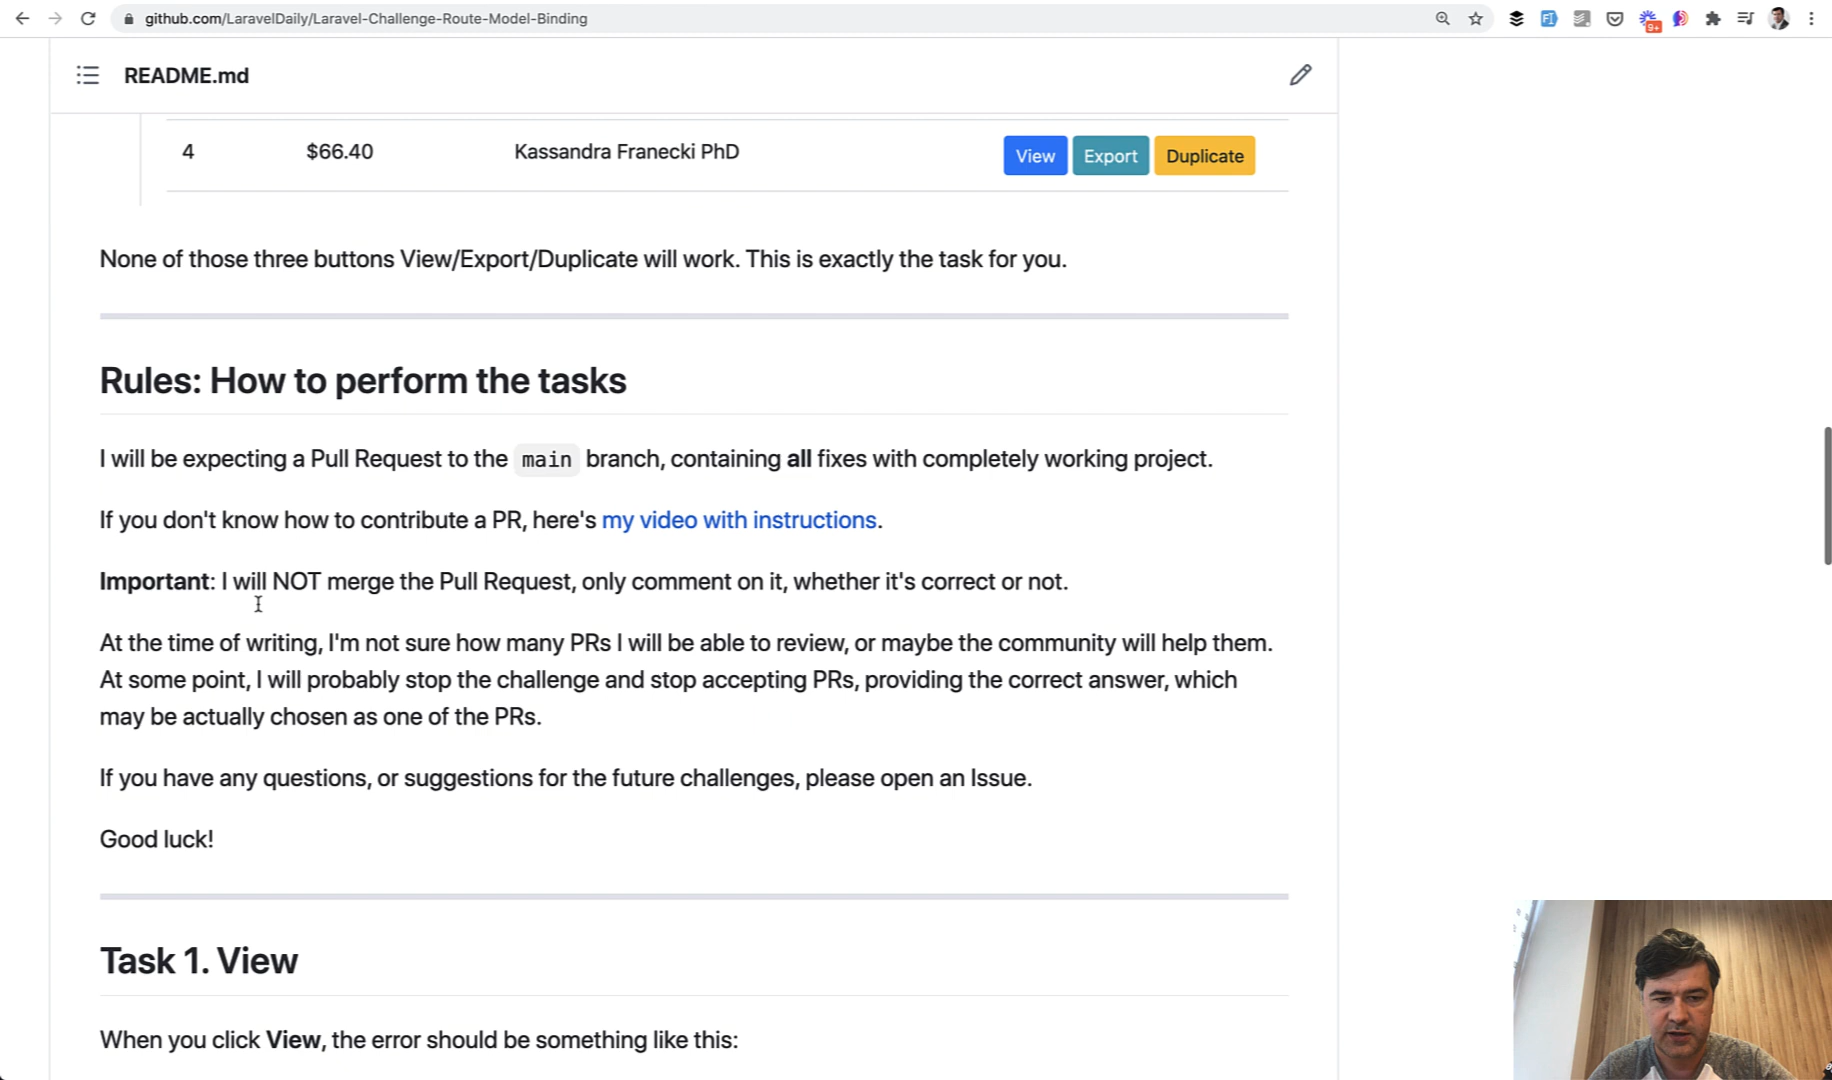 github.com/LaravelDaily/Laravel-Challenge-Route-Model-Binding
9+
README.md
4 $66.40 Kassandra Franecki PhD View Export Duplicate
None of those three buttons View/Export/Duplicate will work. This is exactly the task for you.
Rules: How to perform the tasks
I will be expecting a Pull Request to the main branch, containing all fixes with completely working project.
If you don't know how to contribute a PR, here's my video with instructions.
Important: I will NOT merge the Pull Request, only comment on it, whether it's correct or not.
At the time of writing, I'm not sure how many PRs I will be able to review, or maybe the community will help them.
At some point, I will probably stop the challenge and stop accepting PRs, providing the correct answer, which
may be actually chosen as one of the PRs.
If you have any questions, or suggestions for the future challenges, please open an Issue.
Good luck!
Task 1. View
When you click View, the error should be something like this: